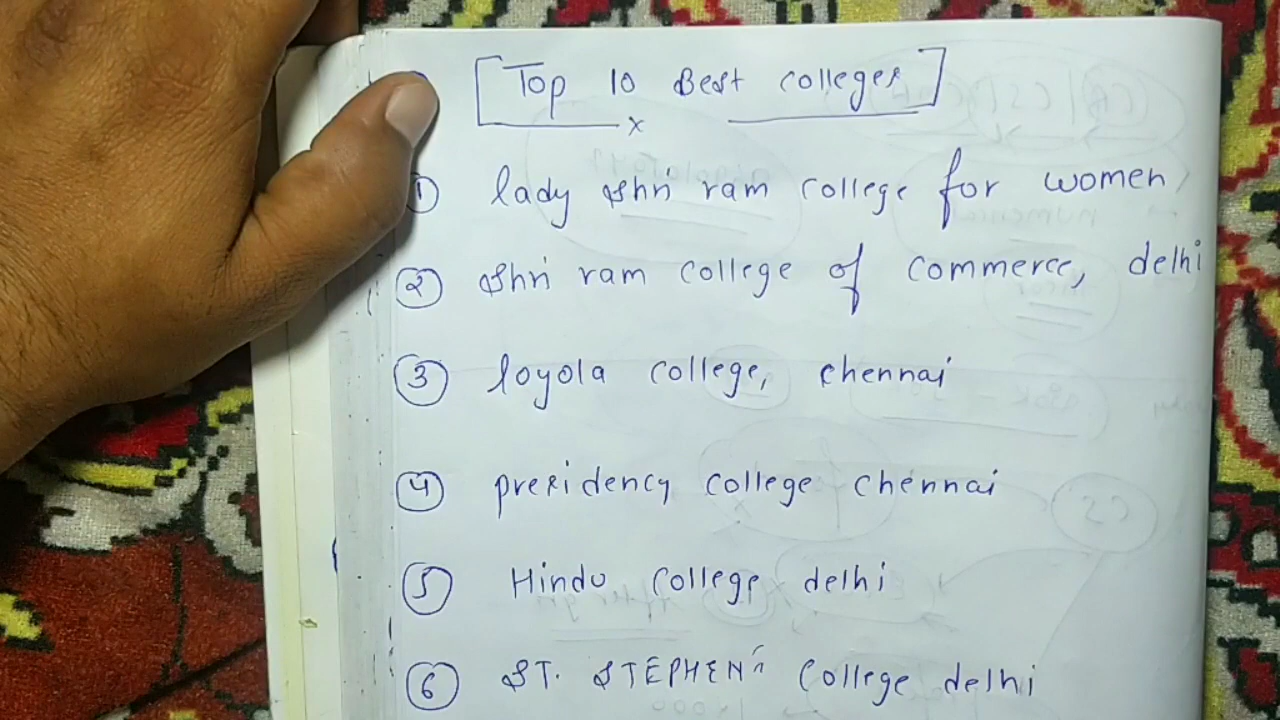 [Top 10 Best colleges]
x
① lady shri ram college for women,
② shri ram college of commerce, delhi
③ loyola college, chennai
④ presidency college chennai
⑤ Hindu college, delhi
⑥ ST. STEPHEN's college delhi